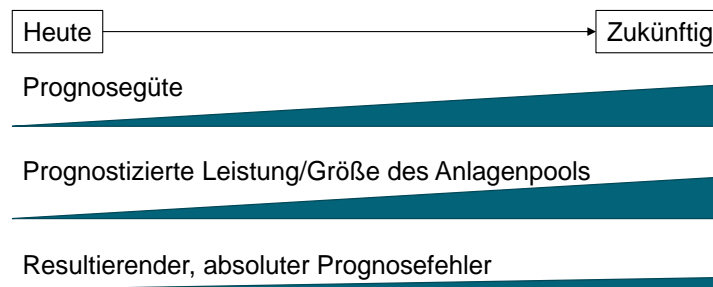 Heute
Zukünftig
Prognosegüte
Prognostizierte Leistung/Größe des Anlagenpools
Resultierender, absoluter Prognosefehler